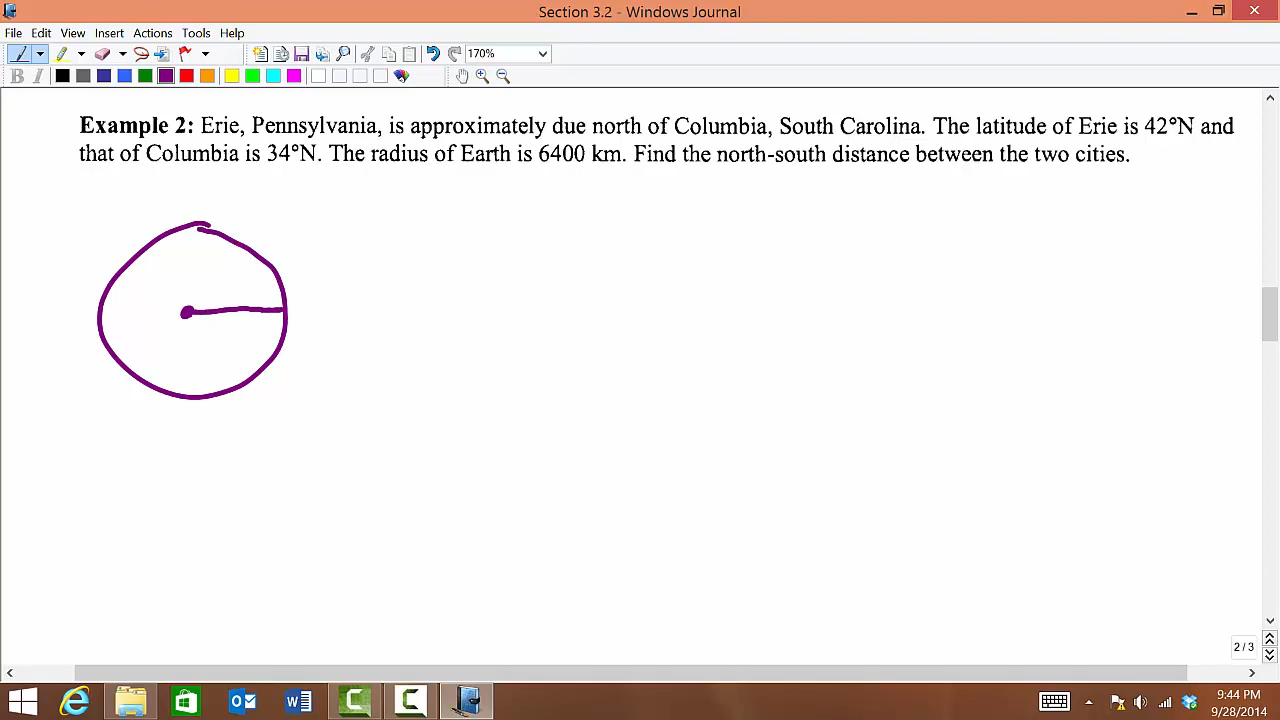 Section 3.2 - Windows Journal
File Edit View Insert Actions Tools Help
170%
B I
Example 2: Erie, Pennsylvania, is approximately due north of Columbia, South Carolina. The latitude of Erie is 42°N and
that of Columbia is 34°N. The radius of Earth is 6400 km. Find the north-south distance between the two cities.
2 / 3
9:44 PM
9/28/2014